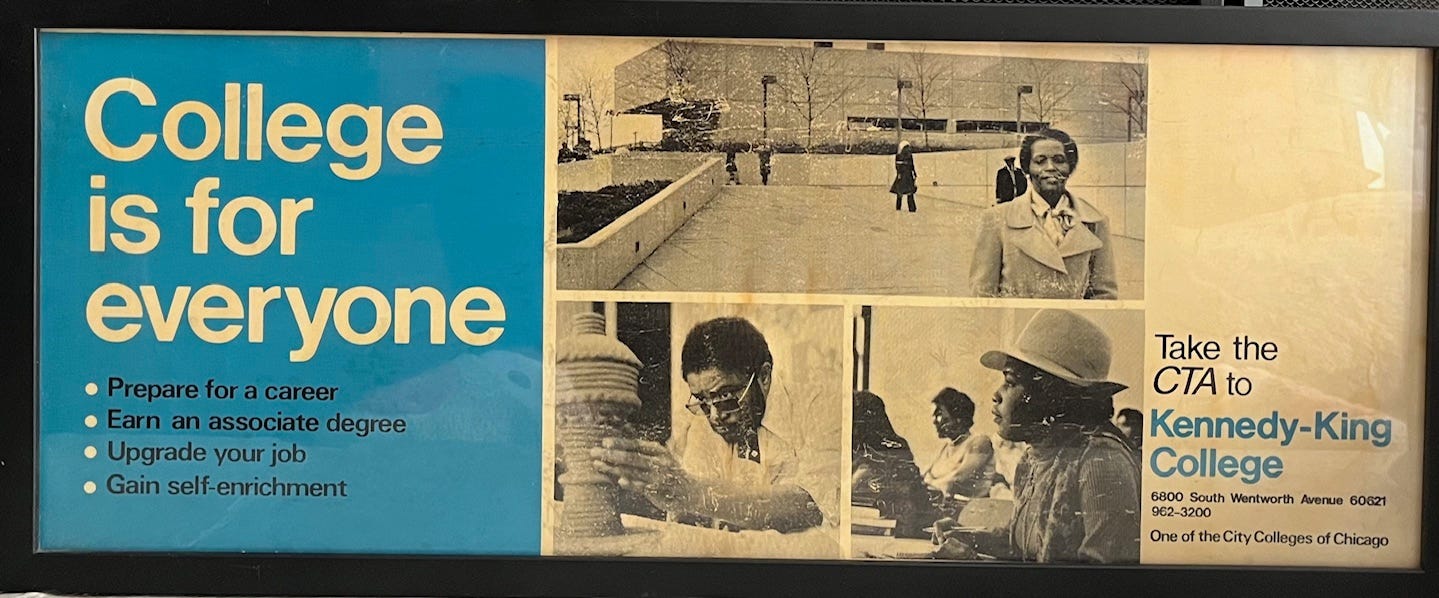 College
is for
everyone
• Prepare for a career
• Earn an associate degree
• Upgrade your job
• Gain self-enrichment
Take the
CTA to
Kennedy-King
College
6800 South Wentworth Avenue 60621
962-3200
One of the City Colleges of Chicago